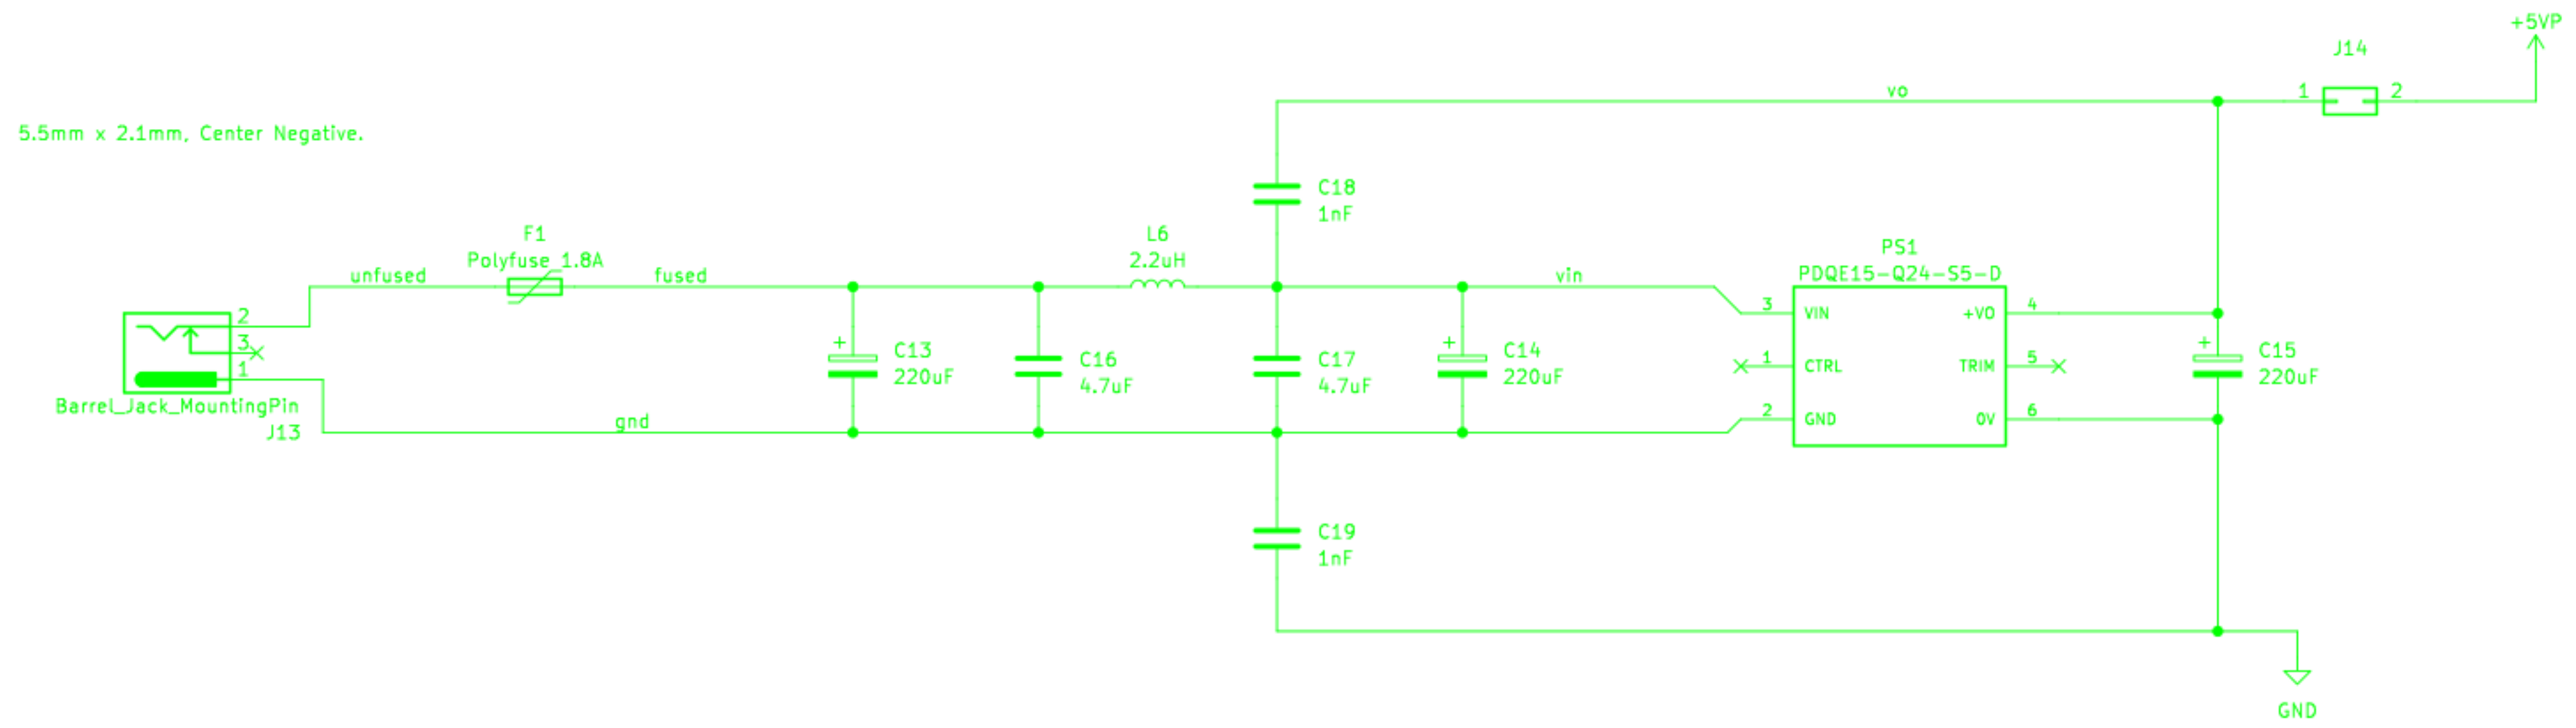 +5VP
J14
1
2
vo
5.5mm x 2.1mm, Center Negative.
C18
1nF
F1
Polyfuse_1.8A
L6
2.2uH
unfused
fused
vin
PS1
PDQE15-Q24-S5-D
2
3
1
Barrel_Jack_MountingPin
J13
gnd
+
C13
220uF
C16
4.7uF
C17
4.7uF
+
C14
220uF
3
VIN
+VO
4
1
CTRL
TRIM
5
2
GND
0V
6
+
C15
220uF
C19
1nF
GND